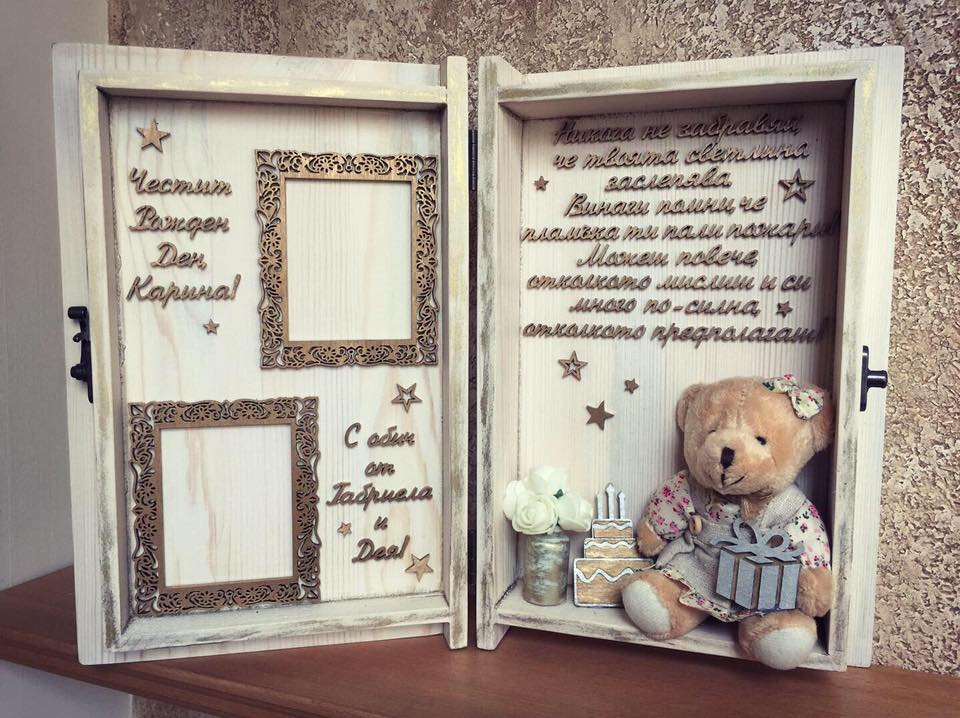 Честит
Рожден
Ден,
Карина!
С обич
от
Габриела
и
Дея!
Никога не забравяй,
че твоята светлина
заслепява.
Винаги помни, че
пламъка ти пали пожари!
Можеш повече,
отколкото мислиш и си
много по-силна,
отколкото предполагаш!